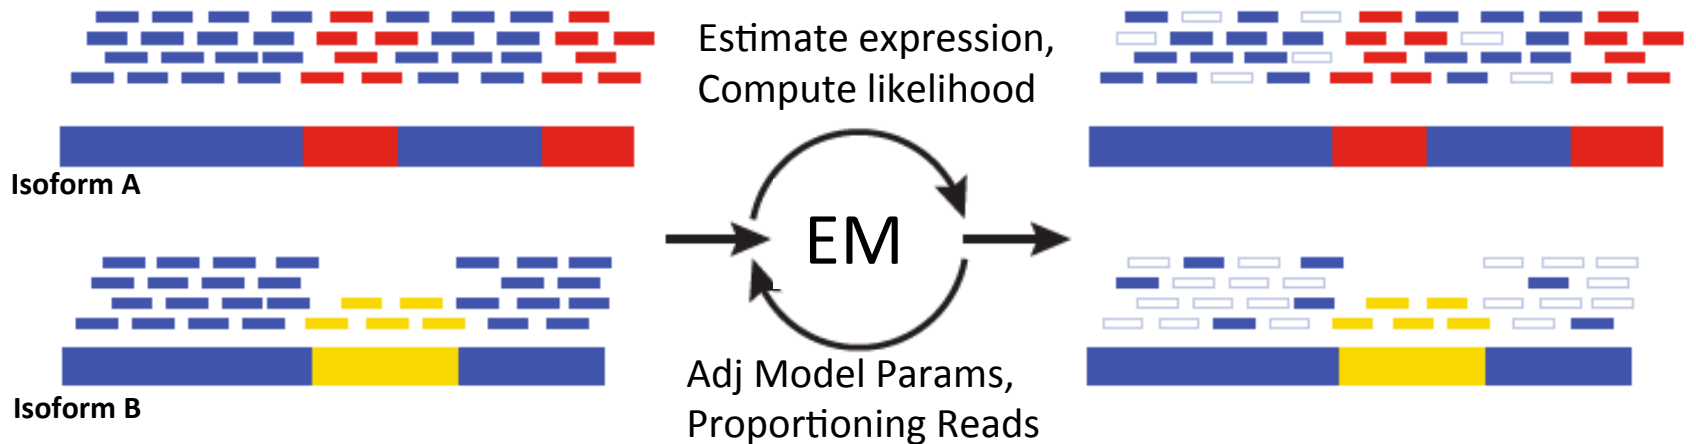 Estimate expression,
Compute likelihood
Isoform A
EM
Adj Model Params,
Proportioning Reads
Isoform B